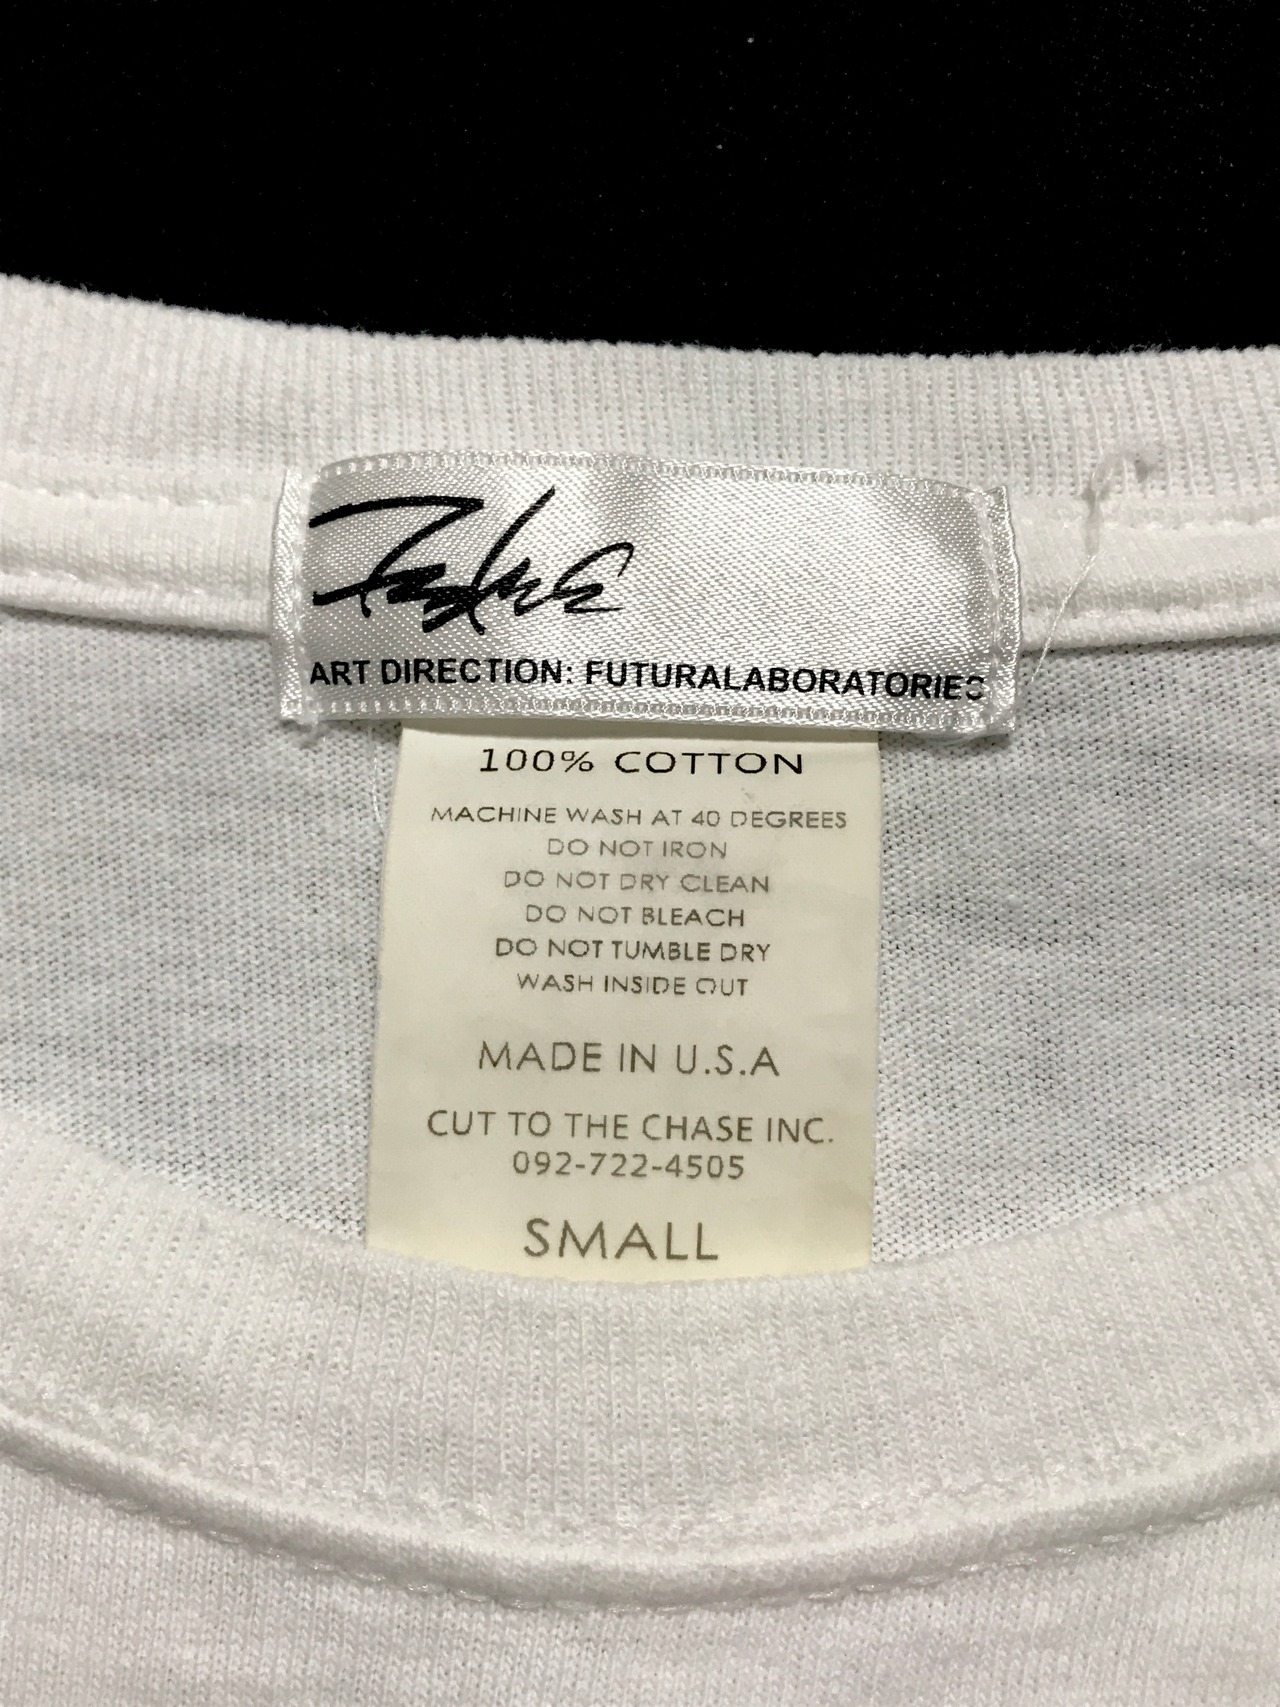 Futura
ART DIRECTION: FUTURALABORATORIES
100% COTTON
MACHINE WASH AT 40 DEGREES
DO NOT IRON
DO NOT DRY CLEAN
DO NOT BLEACH
DO NOT TUMBLE DRY
WASH INSIDE OUT
MADE IN U.S.A
CUT TO THE CHASE INC.
092-722-4505
SMALL